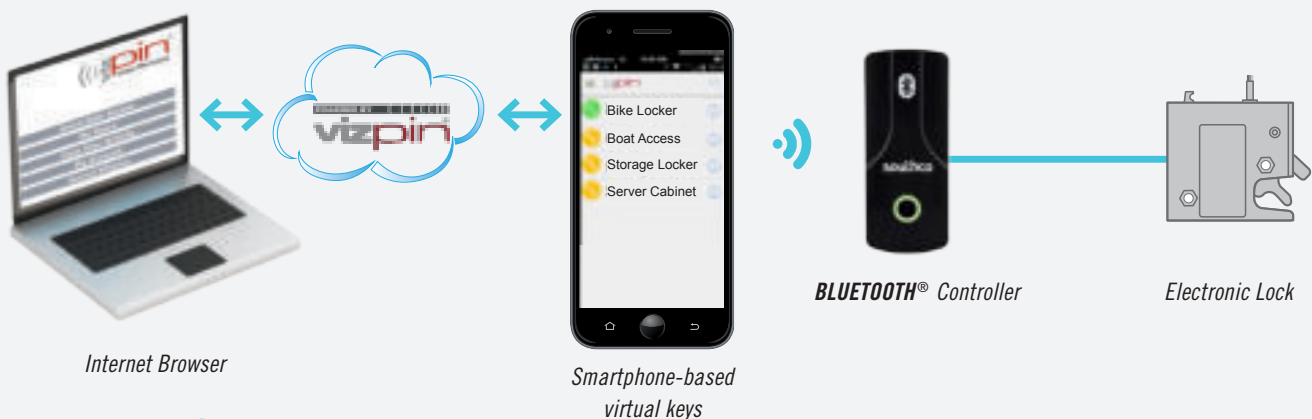 vizpin
Bike Locker
Boat Access
Storage Locker
Server Cabinet
southco
BLUETOOTH® Controller
Electronic Lock
Internet Browser
Smartphone-based
virtual keys